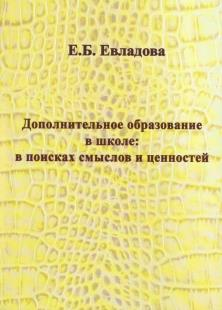 Е.Б. Евладова
Дополнительное образование
в школе:
в поисках смыслов и ценностей